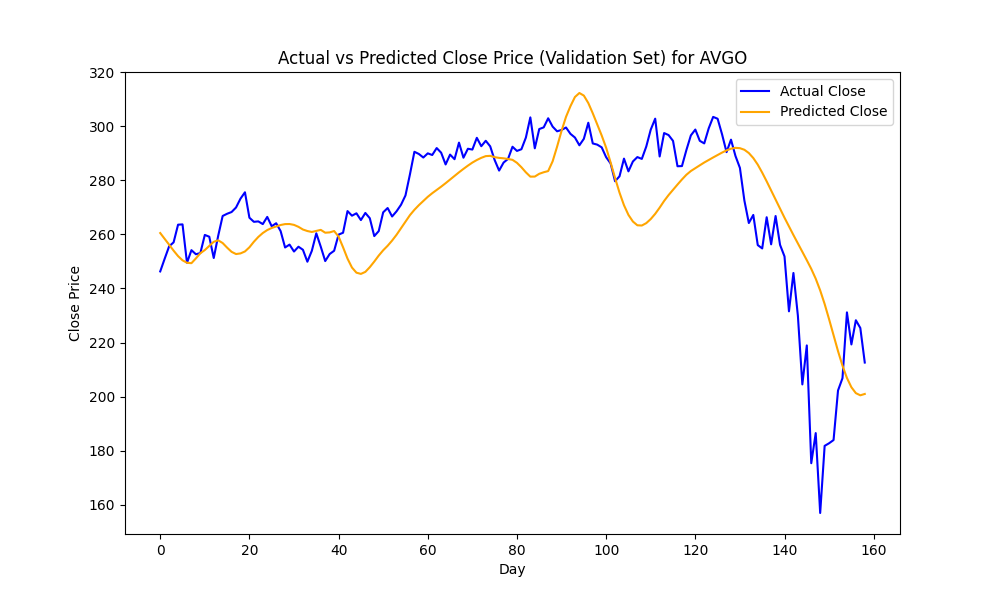 Actual vs Predicted Close Price (Validation Set) for AVGO
Actual Close
Predicted Close
Close Price
320
300
280
260
240
220
200
180
160
0 20 40 60 80 100 120 140 160
Day